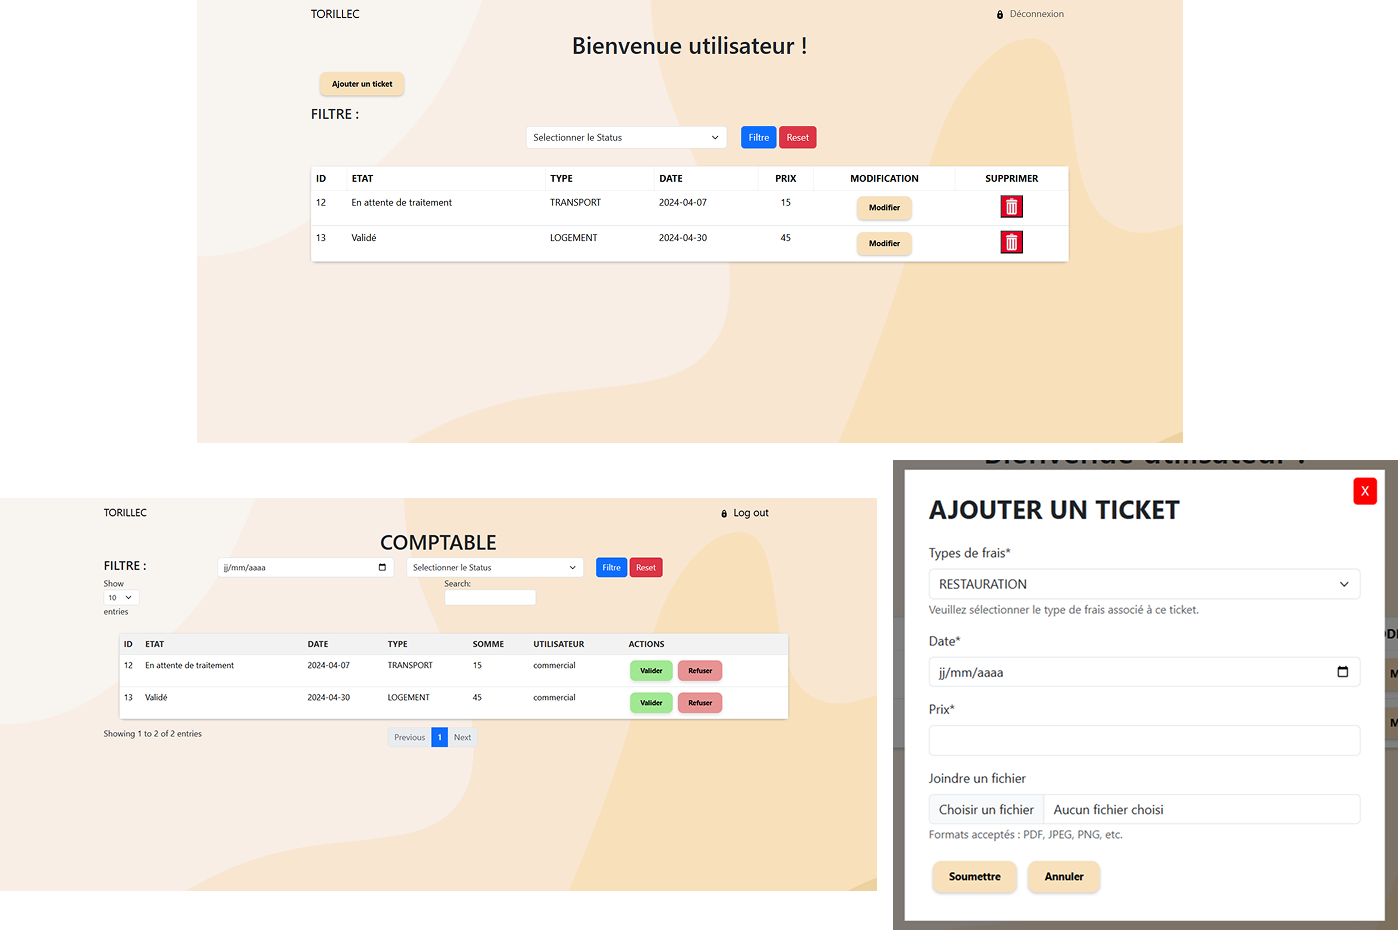 TORILLEC
Déconnexion
Bienvenue utilisateur !
Ajouter un ticket
FILTRE :
Selectionner le Status
Filtre
Reset
ID ETAT TYPE DATE PRIX MODIFICATION SUPPRIMER
12 En attente de traitement TRANSPORT 2024-04-07 15 Modifier
13 Validé LOGEMENT 2024-04-30 45 Modifier
TORILLEC
Log out
COMPTABLE
FILTRE :
jj/mm/aaaa
Selectionner le Status
Filtre
Reset
Show
10
entries
Search:
ID ETAT DATE TYPE SOMME UTILISATEUR ACTIONS
12 En attente de traitement 2024-04-07 TRANSPORT 15 commercial Valider Refuser
13 Validé 2024-04-30 LOGEMENT 45 commercial Valider Refuser
Showing 1 to 2 of 2 entries
Previous 1 Next
X
AJOUTER UN TICKET
Types de frais*
RESTAURATION
Veuillez sélectionner le type de frais associé à ce ticket.
Date*
jj/mm/aaaa
Prix*
Joindre un fichier
Choisir un fichier Aucun fichier choisi
Formats acceptés : PDF, JPEG, PNG, etc.
Soumettre
Annuler